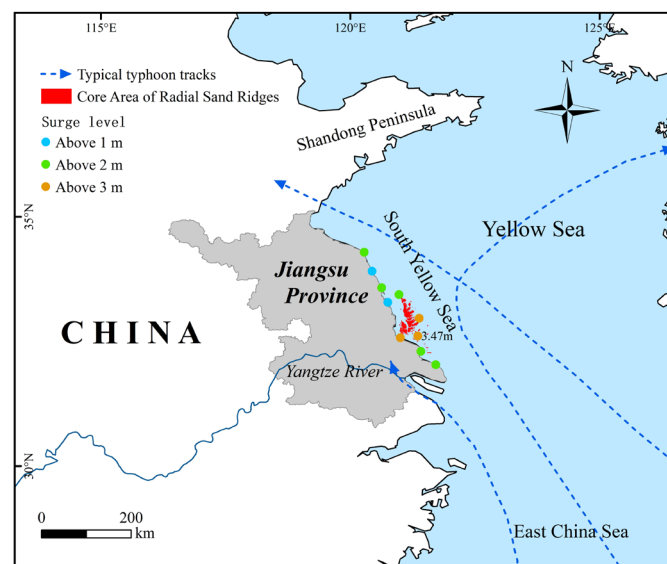 115°E
120°E
125°E
Typical typhoon tracks
Core Area of Radial Sand Ridges
Surge level
Above 1 m
Above 2 m
Above 3 m
N
Shandong Peninsula
35°N
South Yellow Sea
Yellow Sea
Jiangsu
Province
CHINA
3.47m
Yangtze River
30°N
0
200
km
East China Sea